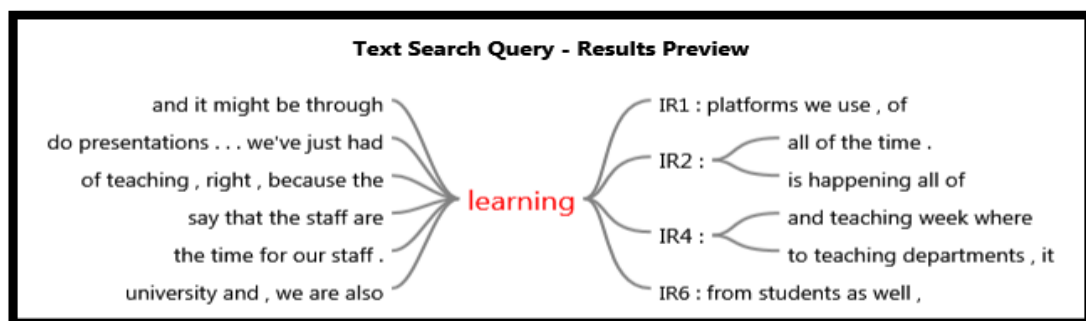 Text Search Query - Results Preview
and it might be through
do presentations . . . we've just had
of teaching , right , because the
say that the staff are
the time for our staff .
university and , we are also
learning
IR1 : platforms we use , of
IR2 :
all of the time .
is happening all of
IR4 :
and teaching week where
to teaching departments , it
IR6 : from students as well ,